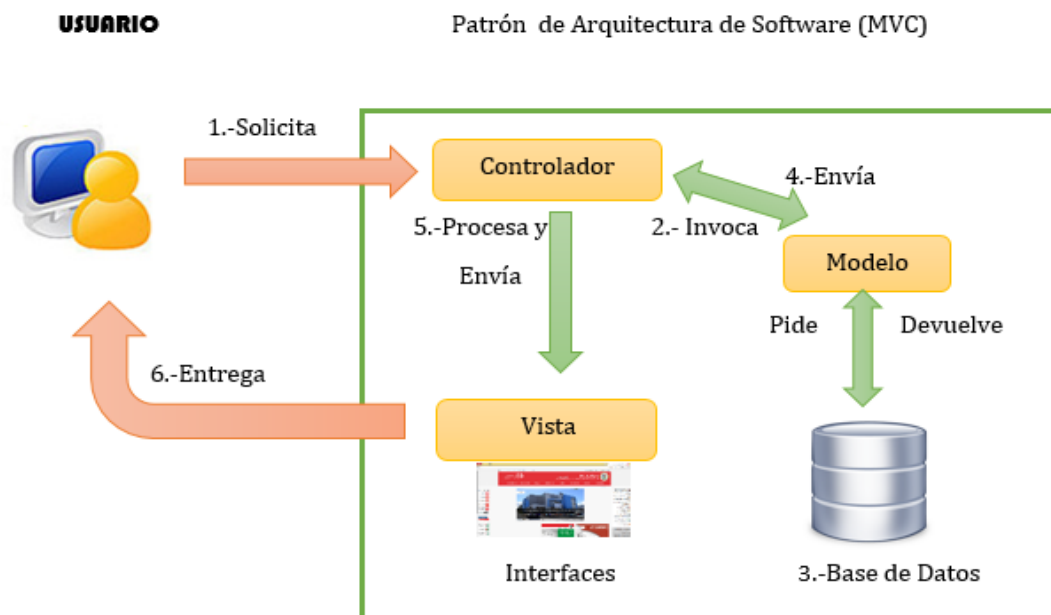 USUARIO
Patrón de Arquitectura de Software (MVC)
1.-Solicita
Controlador
4.-Envía
5.-Procesa y
Envía
2.- Invoca
Modelo
Pide
Devuelve
6.-Entrega
Vista
Interfaces
3.-Base de Datos